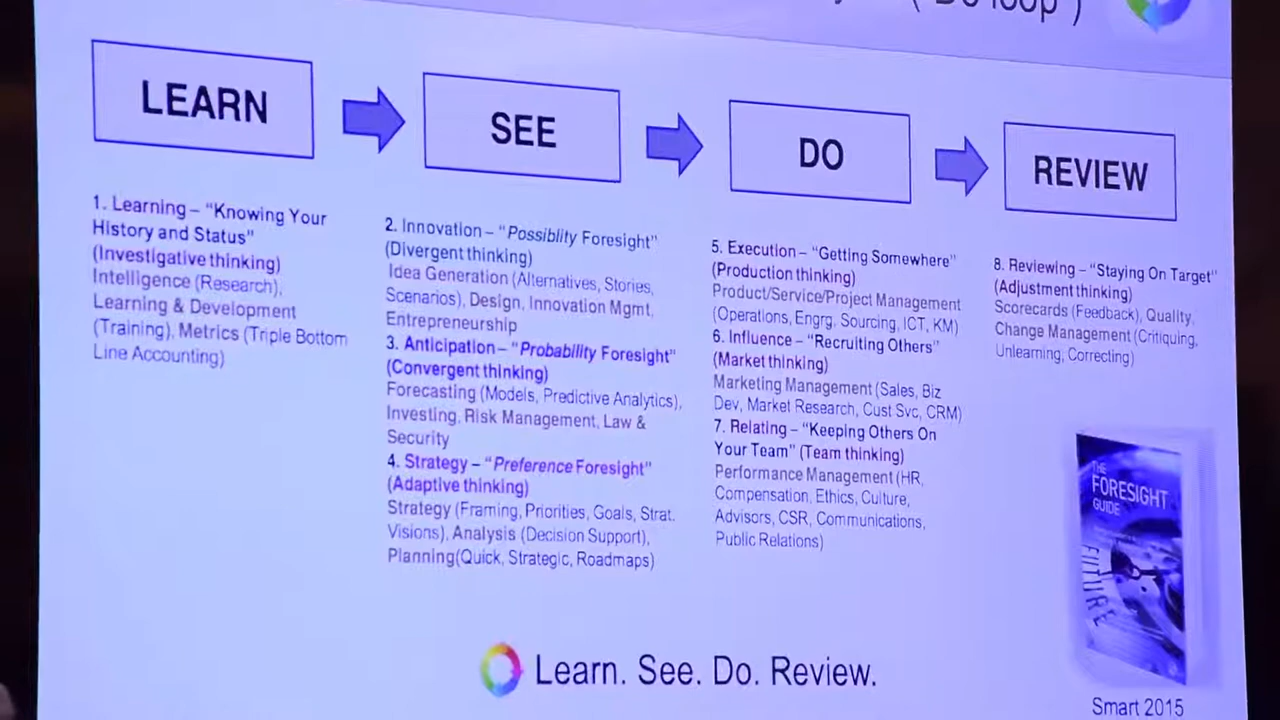 Do loop")
LEARN
SEE
DO
REVIEW
1. Learning – "Knowing Your
History and Status"
(Investigative thinking)
Intelligence (Research),
Learning & Development
(Training), Metrics (Triple Bottom
Line Accounting)
2. Innovation – "Possiblity Foresight"
(Divergent thinking)
Idea Generation (Alternatives, Stories,
Scenarios), Design, Innovation Mgmt,
Entrepreneurship
3. Anticipation – "Probability Foresight"
(Convergent thinking)
Forecasting (Models, Predictive Analytics),
Investing, Risk Management, Law &
Security
4. Strategy – "Preference Foresight"
(Adaptive thinking)
Strategy (Framing, Priorities, Goals, Strat.
Visions), Analysis (Decision Support),
Planning(Quick, Strategic, Roadmaps)
5. Execution – "Getting Somewhere"
(Production thinking)
Product/Service/Project Management
(Operations, Engrg, Sourcing, ICT, KM)
6. Influence – "Recruiting Others"
(Market thinking)
Marketing Management (Sales, Biz
Dev, Market Research, Cust Svc, CRM)
7. Relating – "Keeping Others On
Your Team" (Team thinking)
Performance Management (HR,
Compensation, Ethics, Culture,
Advisors, CSR, Communications,
Public Relations)
8. Reviewing – "Staying On Target"
(Adjustment thinking)
Scorecards (Feedback), Quality,
Change Management (Critiquing,
Unlearning, Correcting)
THE
FORESIGHT
GUIDE
FUTURE
Learn. See. Do. Review.
Smart 2015